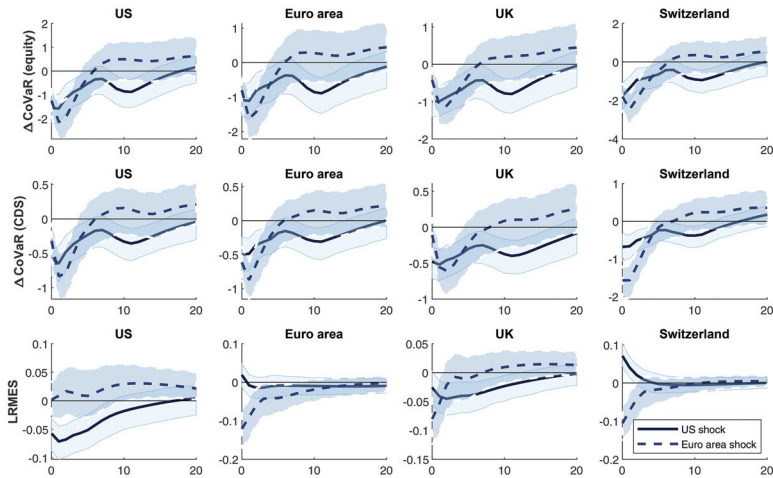 US Euro area UK Switzerland
Δ CoVaR (equity)
2 1 0 -1 -2
0 10 20
1 0 -1 -2
0 10 20
1 0 -1 -2
0 10 20
2 0 -2 -4
0 10 20
US Euro area UK Switzerland
Δ CoVaR (CDS)
0.5 0 -0.5 -1
0 10 20
0.5 0 -0.5 -1
0 10 20
0.5 0 -0.5 -1
0 10 20
1 0 -1 -2
0 10 20
US Euro area UK Switzerland
LRMES
0.1 0.05 0 -0.05 -0.1
0 10 20
0.1 0 -0.1 -0.2
0 10 20
0.05 0 -0.05 -0.1 -0.15
0 10 20
0.1 0 -0.1 -0.2
0 10 20
US shock
Euro area shock